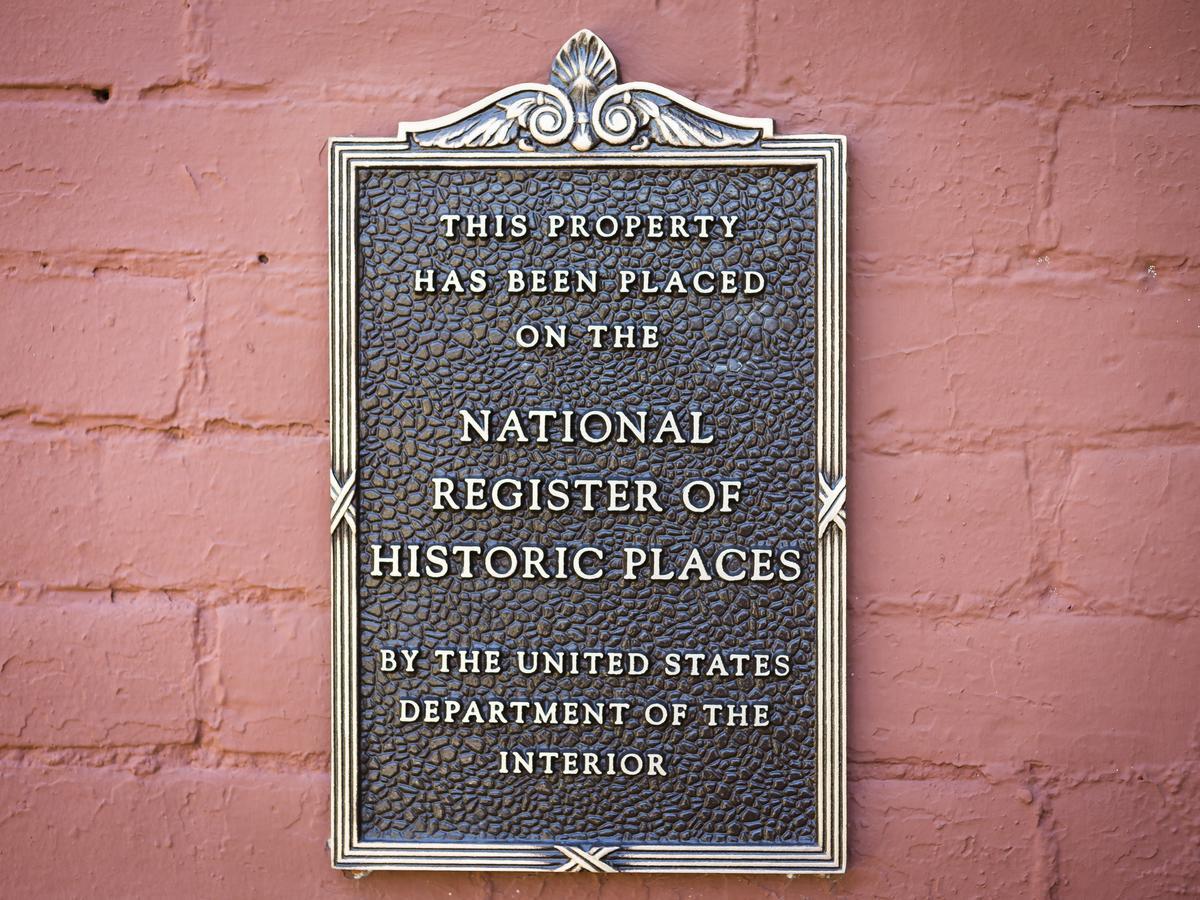 THIS PROPERTY
HAS BEEN PLACED
ON THE
NATIONAL
REGISTER OF
HISTORIC PLACES
BY THE UNITED STATES
DEPARTMENT OF THE
INTERIOR